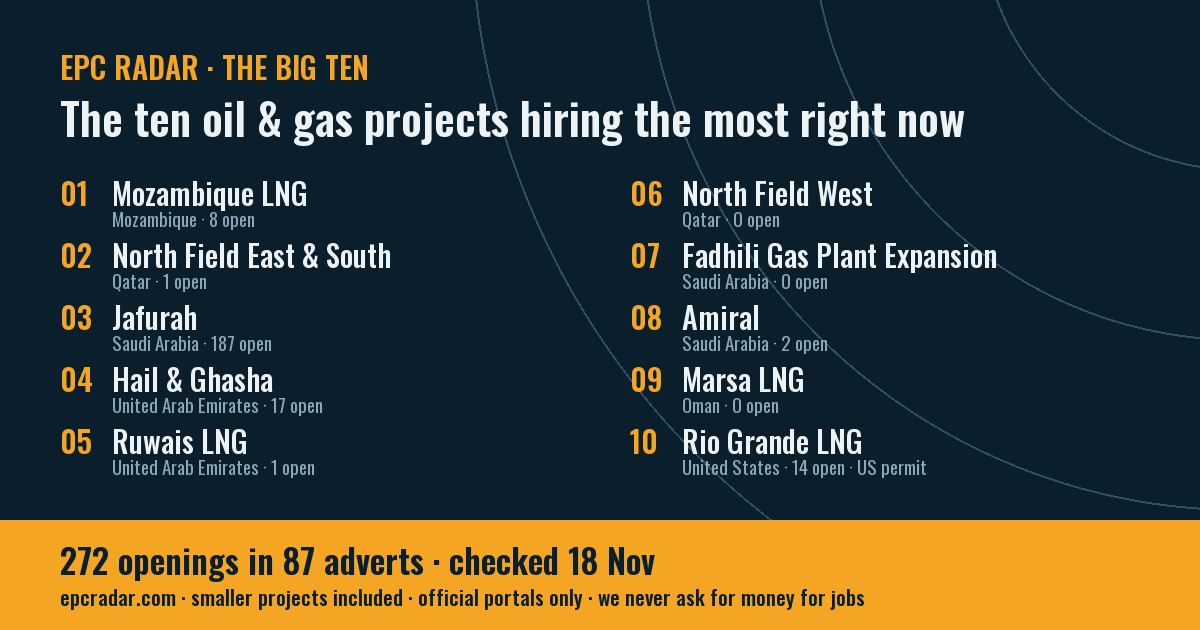 EPC RADAR · THE BIG TEN
The ten oil & gas projects hiring the most right now
01 Mozambique LNG
Mozambique · 8 open
02 North Field East & South
Qatar · 1 open
03 Jafurah
Saudi Arabia · 187 open
04 Hail & Ghasha
United Arab Emirates · 17 open
05 Ruwais LNG
United Arab Emirates · 1 open
06 North Field West
Qatar · 0 open
07 Fadhili Gas Plant Expansion
Saudi Arabia · 0 open
08 Amiral
Saudi Arabia · 2 open
09 Marsa LNG
Oman · 0 open
10 Rio Grande LNG
United States · 14 open · US permit
272 openings in 87 adverts · checked 18 Nov
epcradar.com · smaller projects included · official portals only · we never ask for money for jobs